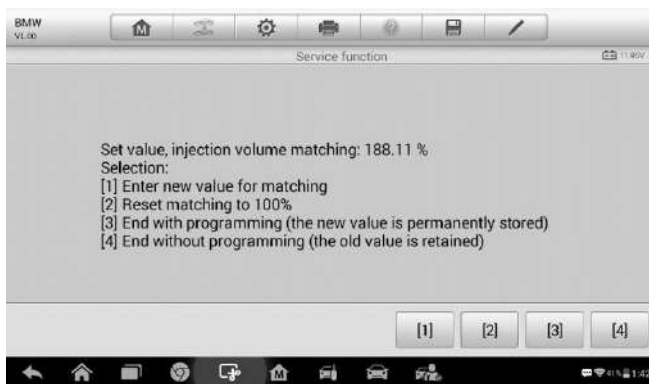 BMW
V1.00
Service function
Set value, injection volume matching: 188.11 %
Selection:
[1] Enter new value for matching
[2] Reset matching to 100%
[3] End with programming (the new value is permanently stored)
[4] End without programming (the old value is retained)
[1] [2] [3] [4]
1:42